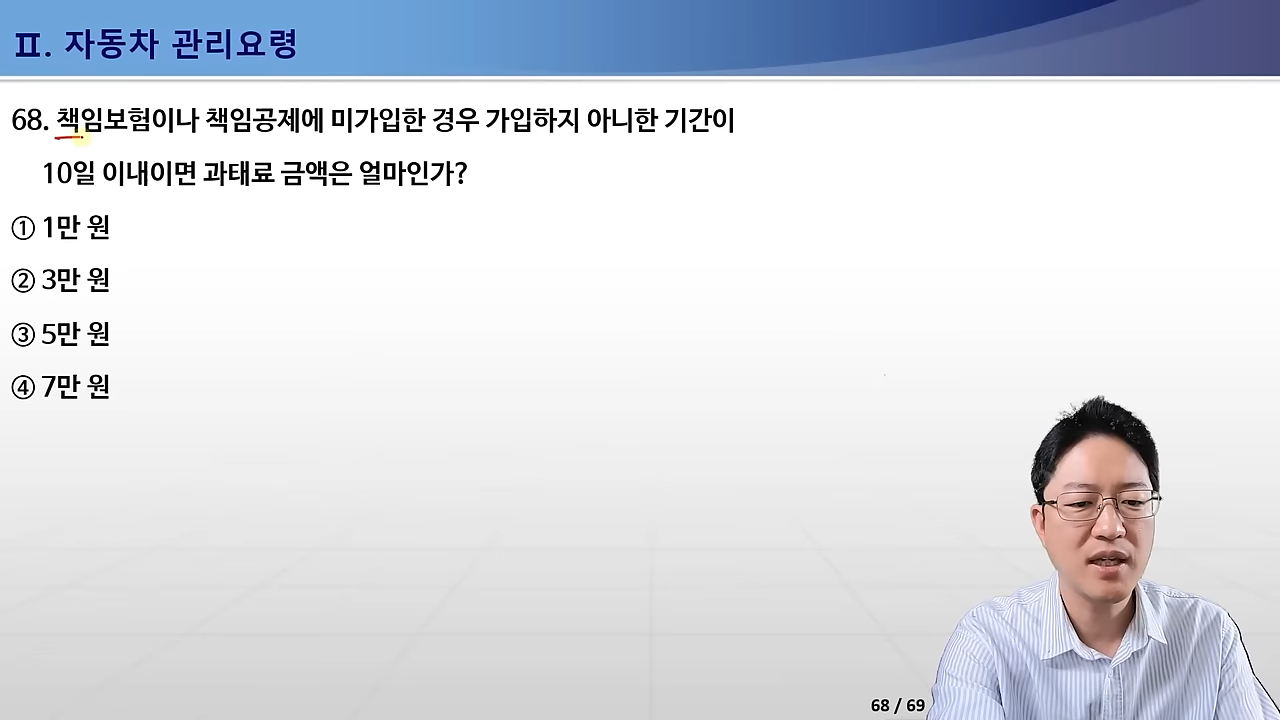 Ⅱ. 자동차 관리요령
68. 책임보험이나 책임공제에 미가입한 경우 가입하지 아니한 기간이
10일 이내이면 과태료 금액은 얼마인가?
① 1만 원
② 3만 원
③ 5만 원
④ 7만 원
68 / 69